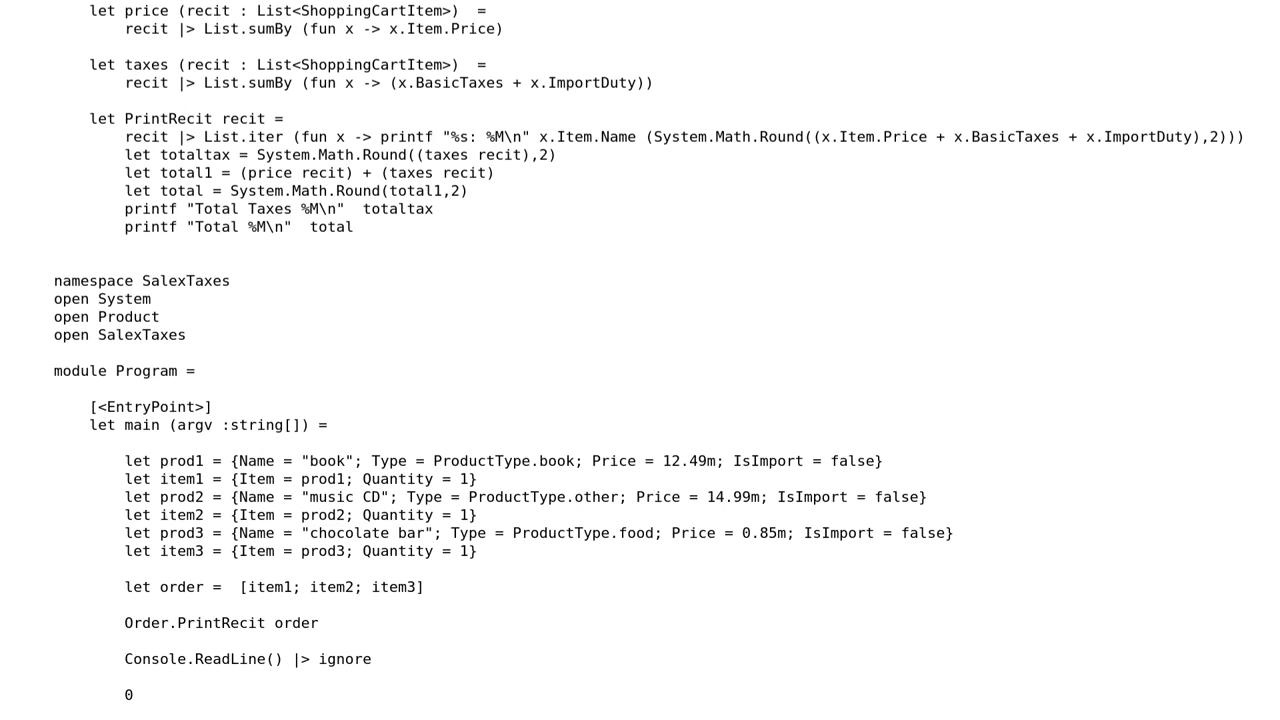 let price (recit : List<ShoppingCartItem>)  =
recit |> List.sumBy (fun x -> x.Item.Price)
let taxes (recit : List<ShoppingCartItem>)  =
recit |> List.sumBy (fun x -> (x.BasicTaxes + x.ImportDuty))
let PrintRecit recit =
recit |> List.iter (fun x -> printf "%s: %M\n" x.Item.Name (System.Math.Round((x.Item.Price + x.BasicTaxes + x.ImportDuty),2)))
let totaltax = System.Math.Round((taxes recit),2)
let total1 = (price recit) + (taxes recit)
let total = System.Math.Round(total1,2)
printf "Total Taxes %M\n"  totaltax
printf "Total %M\n"  total
namespace SalexTaxes
open System
open Product
open SalexTaxes
module Program =
[<EntryPoint>]
let main (argv :string[]) =
let prod1 = {Name = "book"; Type = ProductType.book; Price = 12.49m; IsImport = false}
let item1 = {Item = prod1; Quantity = 1}
let prod2 = {Name = "music CD"; Type = ProductType.other; Price = 14.99m; IsImport = false}
let item2 = {Item = prod2; Quantity = 1}
let prod3 = {Name = "chocolate bar"; Type = ProductType.food; Price = 0.85m; IsImport = false}
let item3 = {Item = prod3; Quantity = 1}
let order =  [item1; item2; item3]
Order.PrintRecit order
Console.ReadLine() |> ignore
0